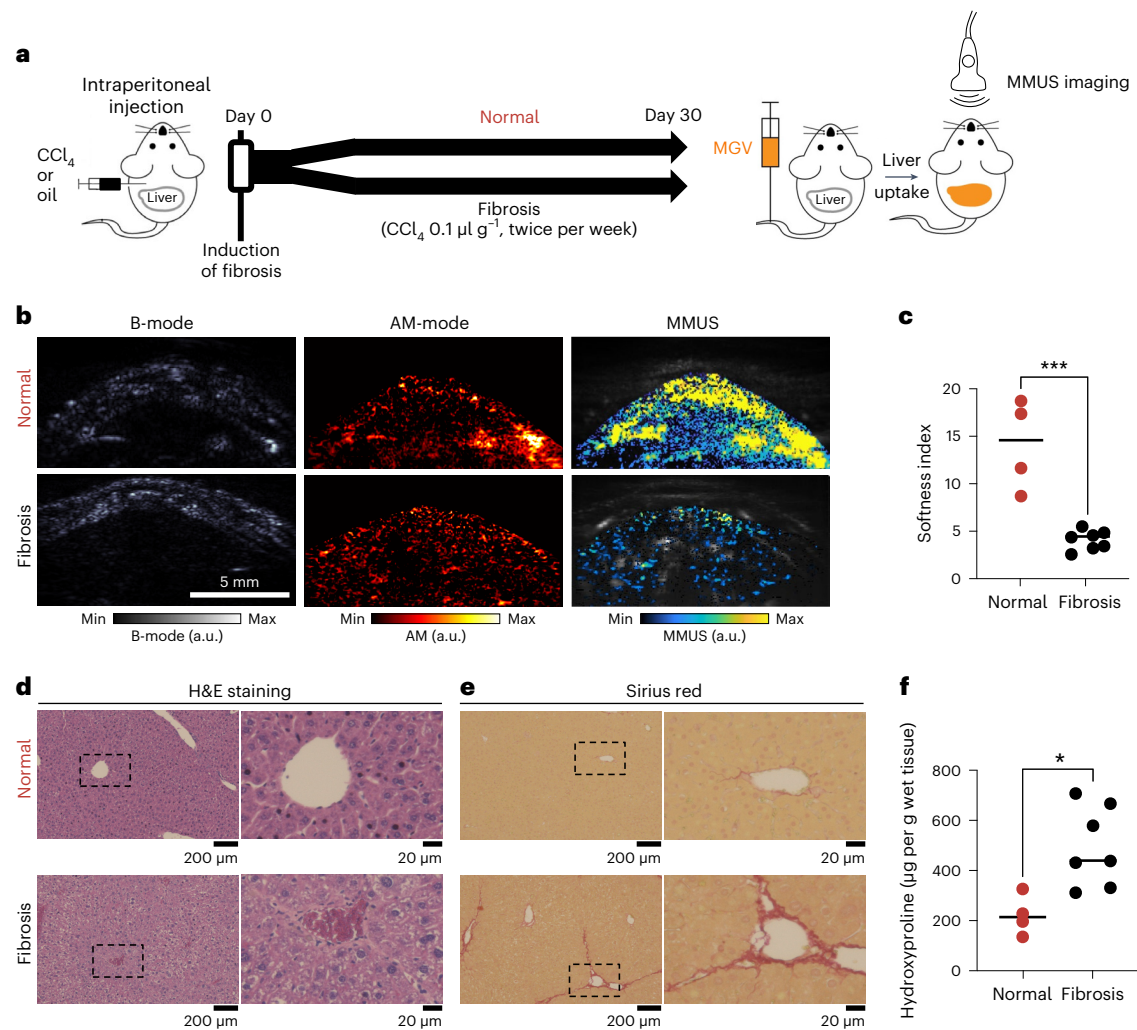 a
Intraperitoneal
injection
CCl₄
or
oil
Liver
Day 0
Induction
of fibrosis
Normal
Day 30
Fibrosis
(CCl₄ 0.1 µl g⁻¹, twice per week)
MGV
Liver
Liver
uptake
MMUS imaging
b
B-mode
AM-mode
MMUS
Normal
Fibrosis
5 mm
Min
Max
B-mode (a.u.)
Min
Max
AM (a.u.)
Min
Max
MMUS (a.u.)
c
***
Softness index
20
15
10
5
0
Normal
Fibrosis
d
H&E staining
Normal
200 µm
20 µm
Fibrosis
200 µm
20 µm
e
Sirius red
200 µm
20 µm
200 µm
20 µm
f
*
Hydroxyproline (µg per g wet tissue)
800
600
400
200
0
Normal
Fibrosis